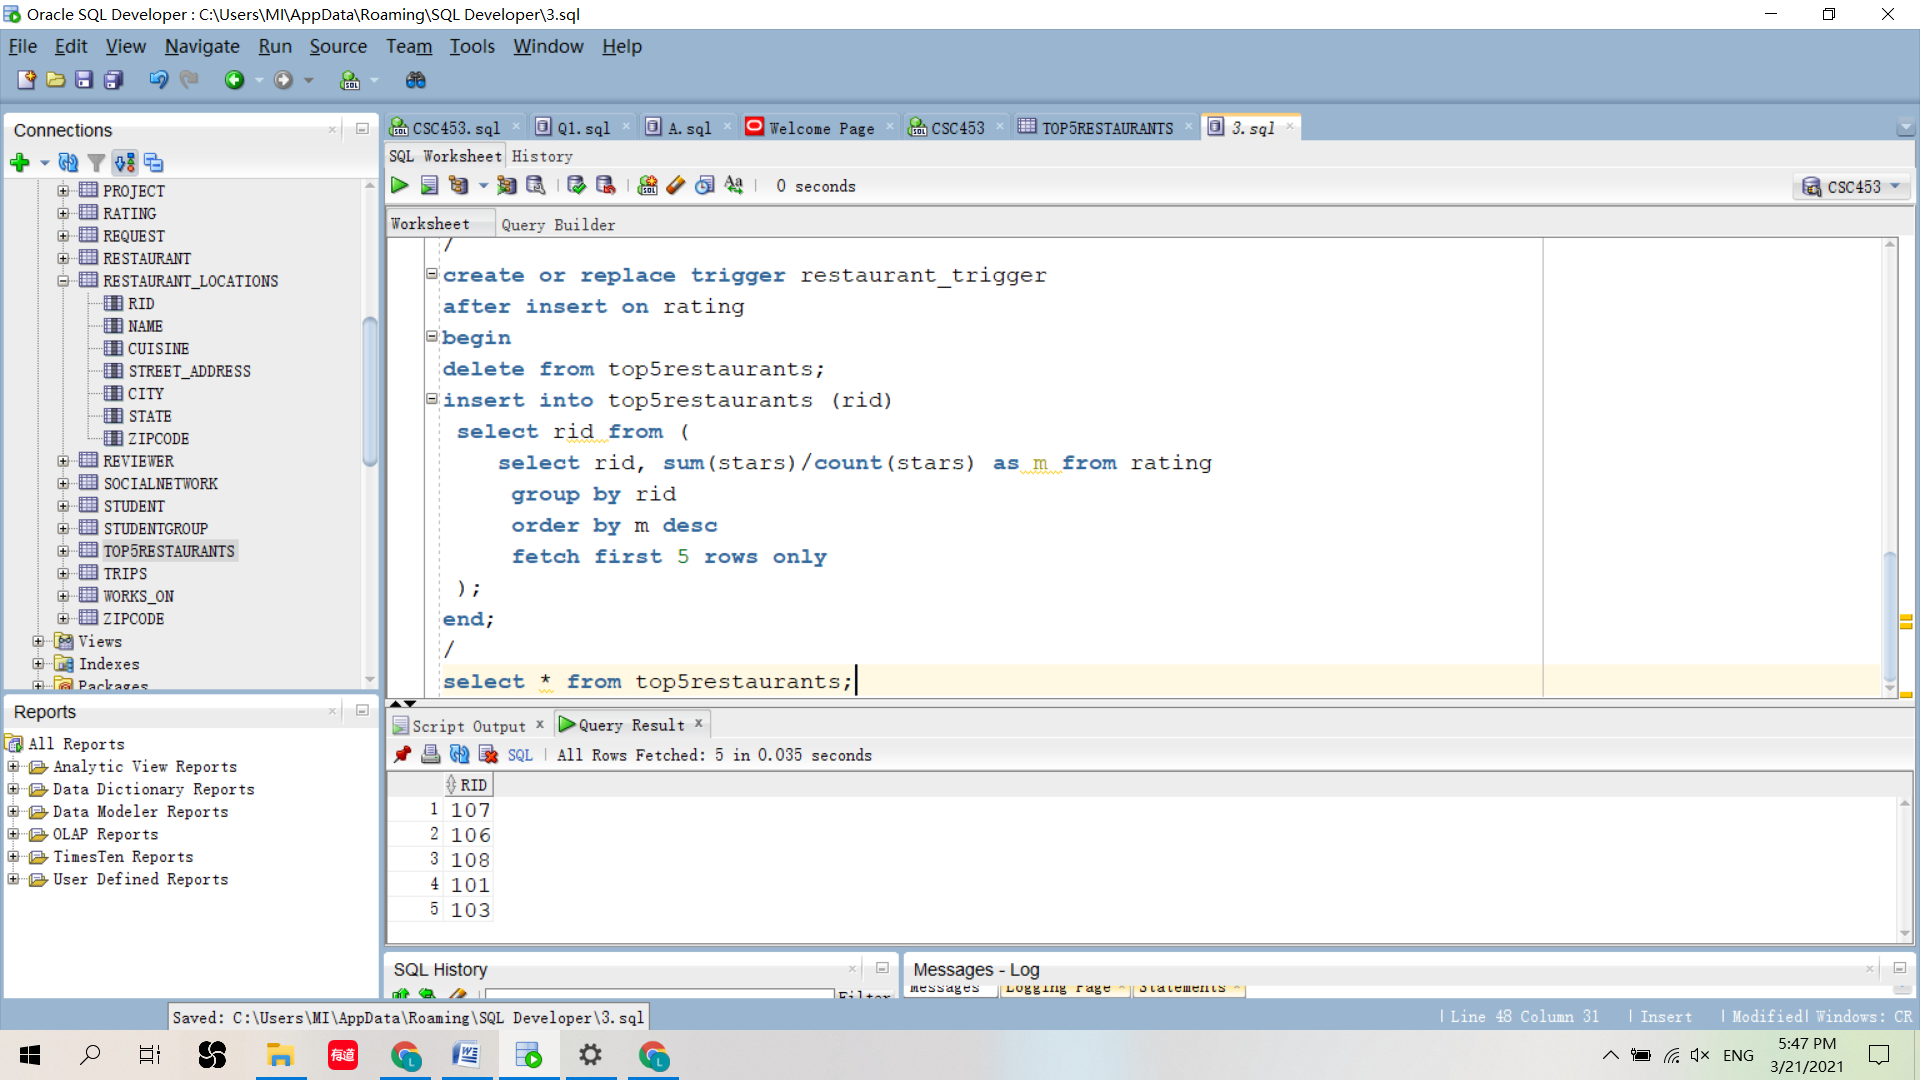 Oracle SQL Developer : C:\Users\MI\AppData\Roaming\SQL Developer\3.sql
File Edit View Navigate Run Source Team Tools Window Help
Connections
PROJECT
RATING
REQUEST
RESTAURANT
RESTAURANT_LOCATIONS
RID
NAME
CUISINE
STREET_ADDRESS
CITY
STATE
ZIPCODE
REVIEWER
SOCIALNETWORK
STUDENT
STUDENTGROUP
TOP5RESTAURANTS
TRIPS
WORKS_ON
ZIPCODE
Views
Indexes
Packages
Reports
All Reports
Analytic View Reports
Data Dictionary Reports
Data Modeler Reports
OLAP Reports
TimesTen Reports
User Defined Reports
CSC453.sql Q1.sql A.sql Welcome Page CSC453 TOP5RESTAURANTS 3.sql
SQL Worksheet History
0 seconds
CSC453
Worksheet Query Builder
/
create or replace trigger restaurant_trigger
after insert on rating
begin
delete from top5restaurants;
insert into top5restaurants (rid)
select rid from (
select rid, sum(stars)/count(stars) as m from rating
group by rid
order by m desc
fetch first 5 rows only
);
end;
/
select * from top5restaurants;
Script Output Query Result
SQL All Rows Fetched: 5 in 0.035 seconds
RID
1 107
2 106
3 108
4 101
5 103
SQL History
Filter
Messages - Log
Messages Logging Page Statements
Saved: C:\Users\MI\AppData\Roaming\SQL Developer\3.sql
Line 48 Column 31 Insert Modified Windows: CR
有道
ENG
5:47 PM
3/21/2021